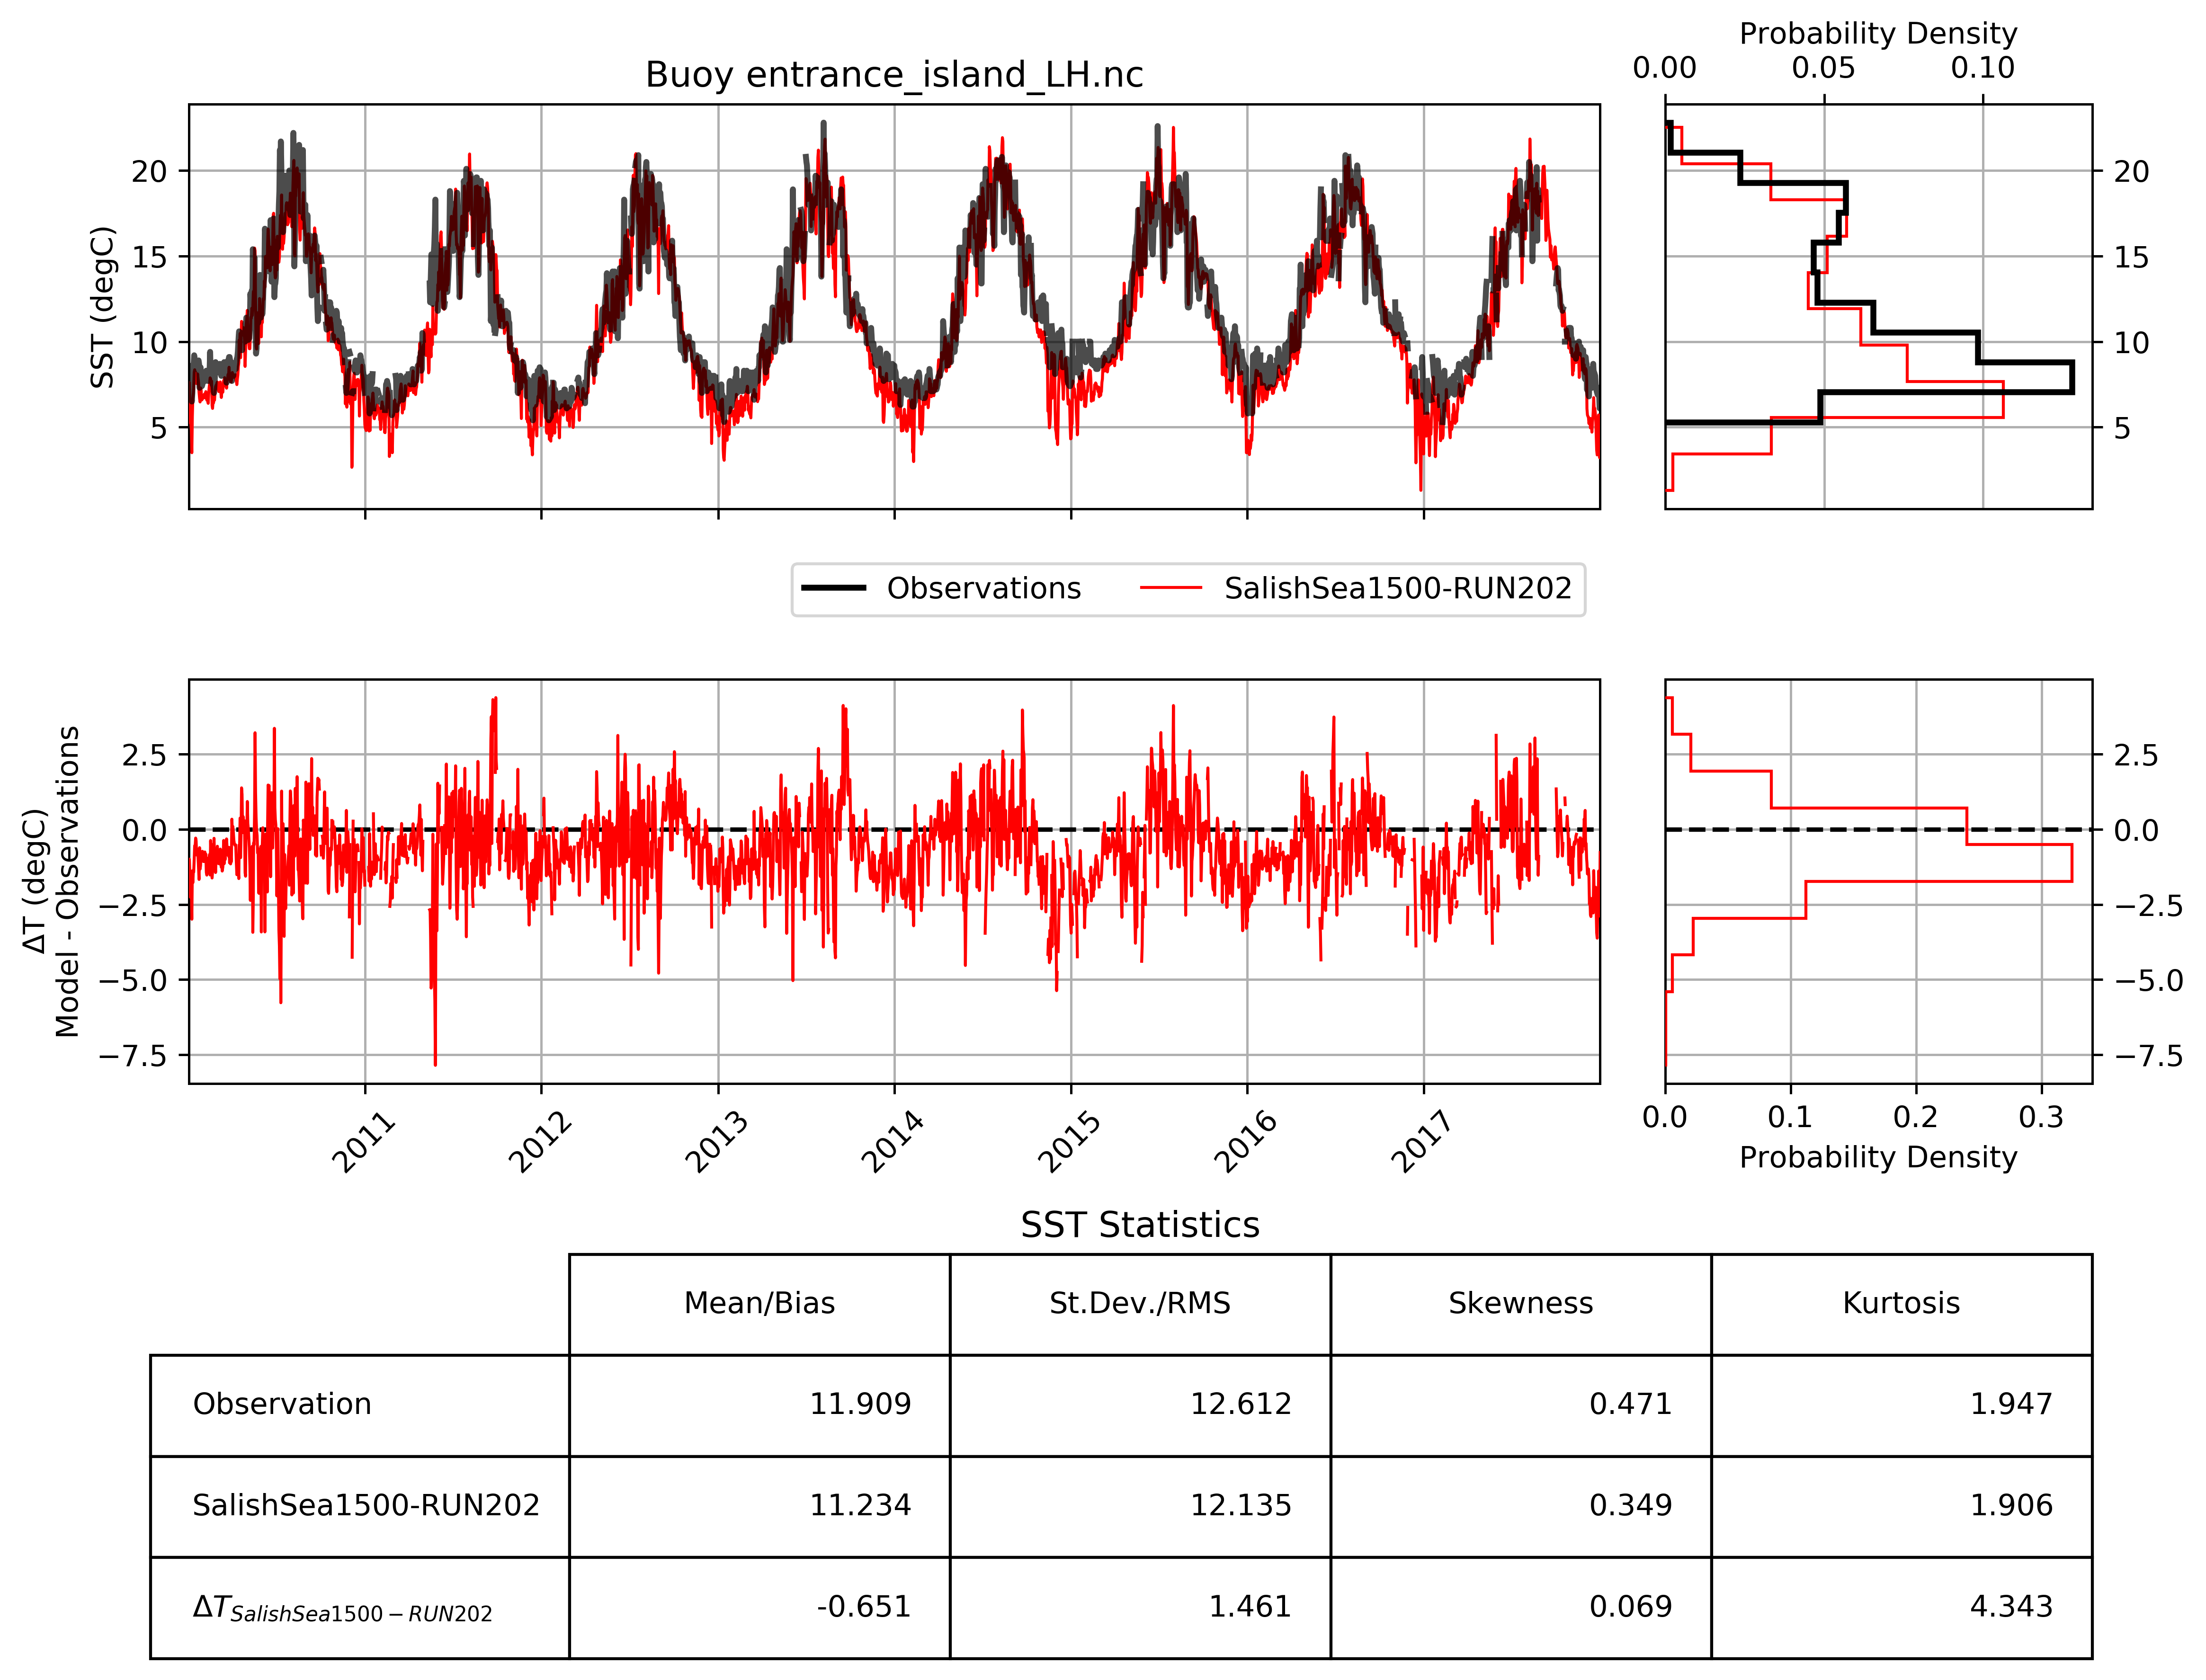 Probability Density
0.00 0.05 0.10
Buoy entrance_island_LH.nc
SST (degC)
20
15
10
5
20
15
10
5
Observations SalishSea1500-RUN202
ΔT (degC)
Model - Observations
2.5
0.0
−2.5
−5.0
−7.5
2.5
0.0
−2.5
−5.0
−7.5
2011 2012 2013 2014 2015 2016 2017
0.0 0.1 0.2 0.3
Probability Density
SST Statistics
Mean/Bias St.Dev./RMS Skewness Kurtosis
Observation 11.909 12.612 0.471 1.947
SalishSea1500-RUN202 11.234 12.135 0.349 1.906
ΔT SalishSea1500−RUN202 -0.651 1.461 0.069 4.343